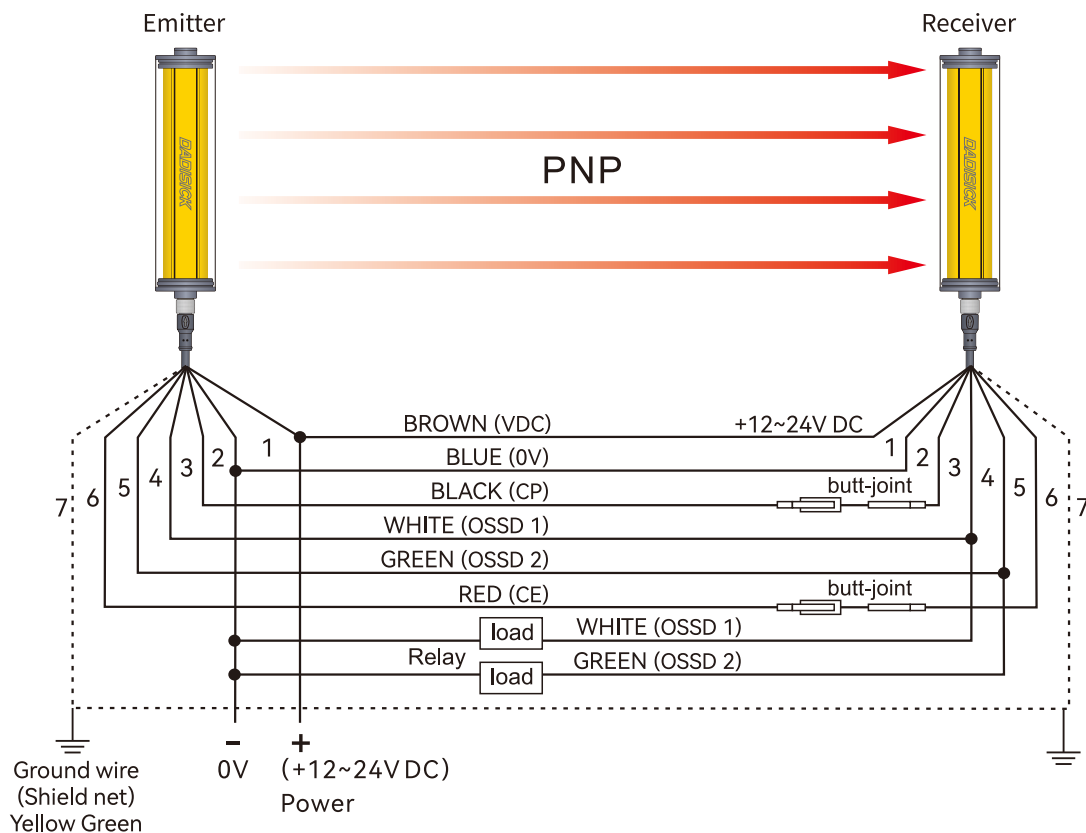 Emitter
Receiver
DADISICK
PNP
DADISICK
BROWN (VDC)
+12~24V DC
1
BLUE (0V)
1
2
2
3
BLACK (CP)
butt-joint
3
4
4
5
WHITE (OSSD 1)
5
6
6
7
7
GREEN (OSSD 2)
RED (CE)
butt-joint
load
WHITE (OSSD 1)
Relay
load
GREEN (OSSD 2)
-
+
0V
(+12~24V DC)
Power
Ground wire
(Shield net)
Yellow Green